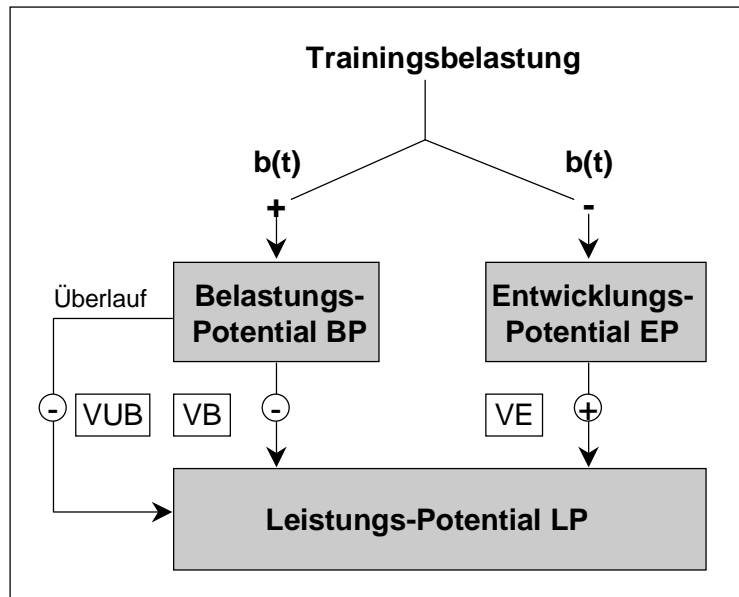 Trainingsbelastung
b(t) b(t)
+ -
Überlauf
Belastungs-
Potential BP
Entwicklungs-
Potential EP
- VUB VB - VE +
Leistungs-Potential LP